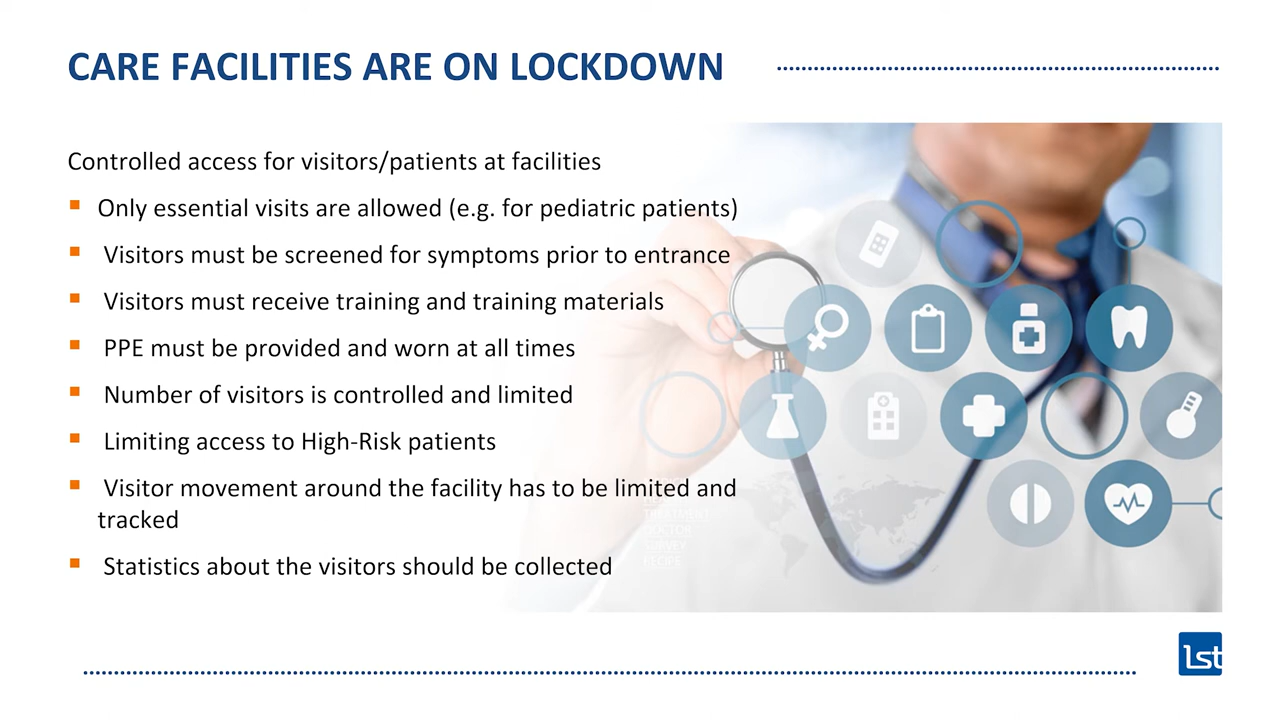 CARE FACILITIES ARE ON LOCKDOWN
Controlled access for visitors/patients at facilities
Only essential visits are allowed (e.g. for pediatric patients)
Visitors must be screened for symptoms prior to entrance
Visitors must receive training and training materials
PPE must be provided and worn at all times
Number of visitors is controlled and limited
Limiting access to High-Risk patients
Visitor movement around the facility has to be limited and
tracked
TREATMENT
DOCTOR
SURVEY
RECIPE
Statistics about the visitors should be collected
lst